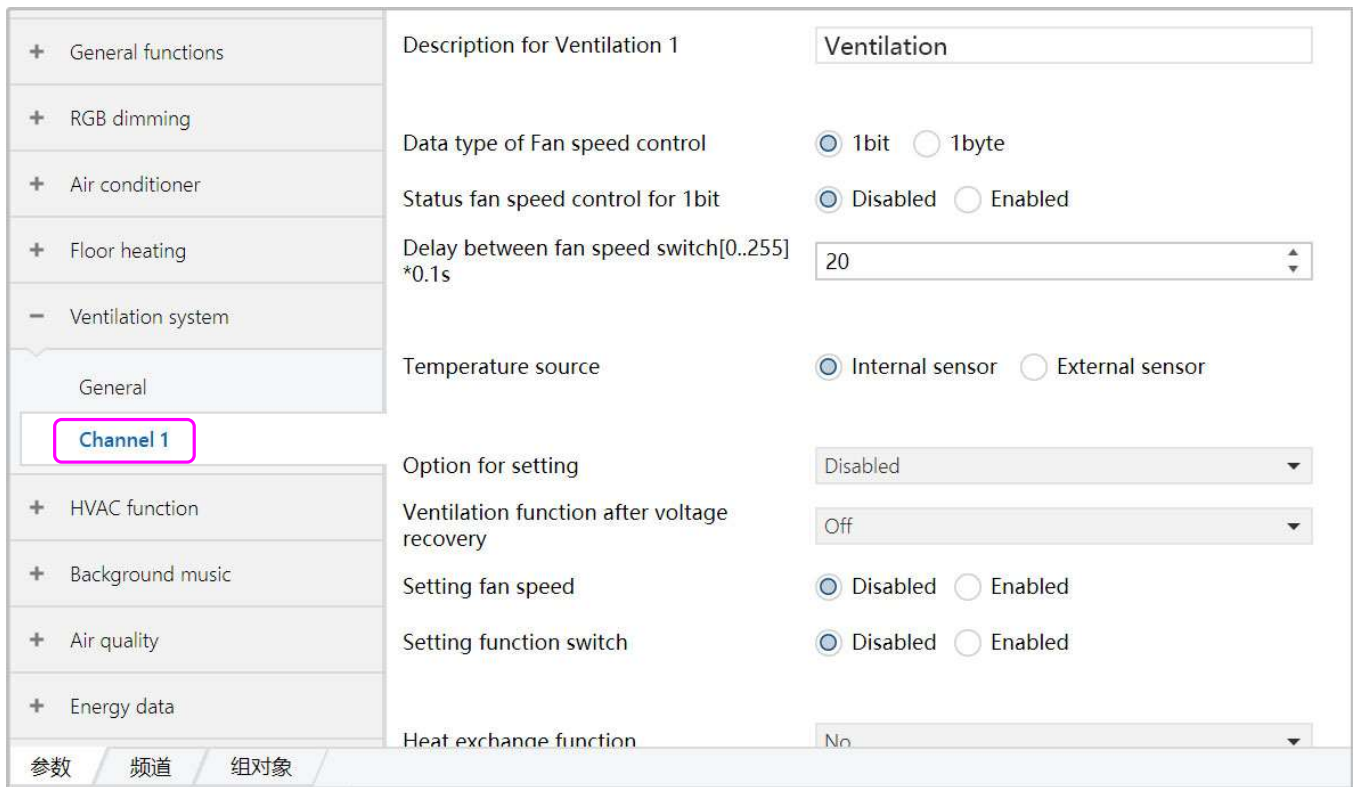 General functions
RGB dimming
Air conditioner
Floor heating
Ventilation system
General
Channel 1
HVAC function
Background music
Air quality
Energy data
Description for Ventilation 1
Ventilation
Data type of Fan speed control
1bit
1byte
Status fan speed control for 1bit
Disabled
Enabled
Delay between fan speed switch[0..255]
*0.1s
20
Temperature source
Internal sensor
External sensor
Option for setting
Disabled
Ventilation function after voltage
recovery
Off
Setting fan speed
Disabled
Enabled
Setting function switch
Disabled
Enabled
Heat exchange function
No
参数
频道
组对象